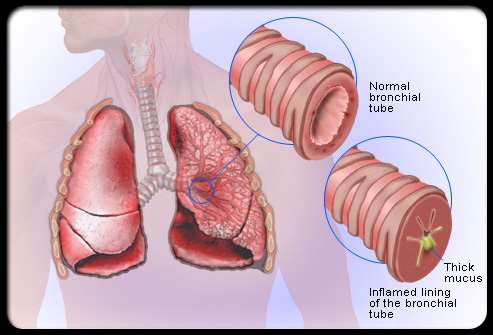 Normal
bronchial
tube
Thick
mucus
Inflamed lining
of the bronchial
tube